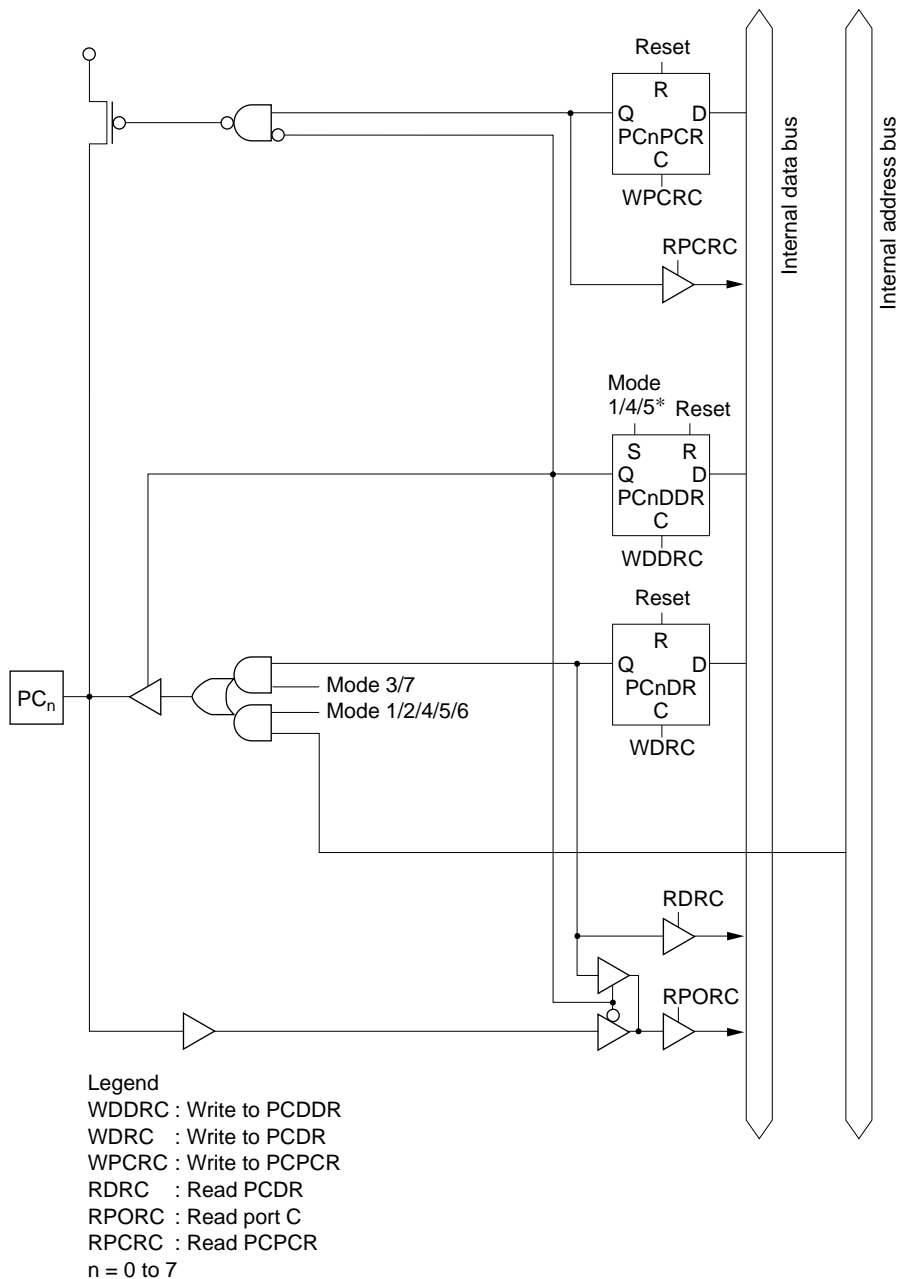 Reset
R
Q D
PCnPCR
C
WPCRC
RPCRC
Internal data bus
Internal address bus
Mode
1/4/5* Reset
S R
Q D
PCnDDR
C
WDDRC
Reset
R
Q D
PCnDR
C
WDRC
PCn
Mode 3/7
Mode 1/2/4/5/6
RDRC
RPORC
Legend
WDDRC : Write to PCDDR
WDRC : Write to PCDR
WPCRC : Write to PCPCR
RDRC : Read PCDR
RPORC : Read port C
RPCRC : Read PCPCR
n = 0 to 7